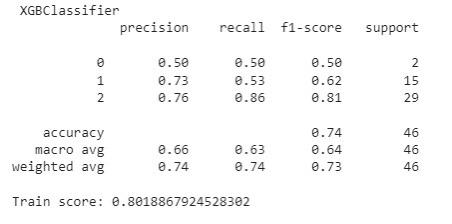 XGBClassifier
precision recall f1-score support
0 0.50 0.50 0.50 2
1 0.73 0.53 0.62 15
2 0.76 0.86 0.81 29
accuracy 0.74 46
macro avg 0.66 0.63 0.64 46
weighted avg 0.74 0.74 0.73 46
Train score: 0.8018867924528302